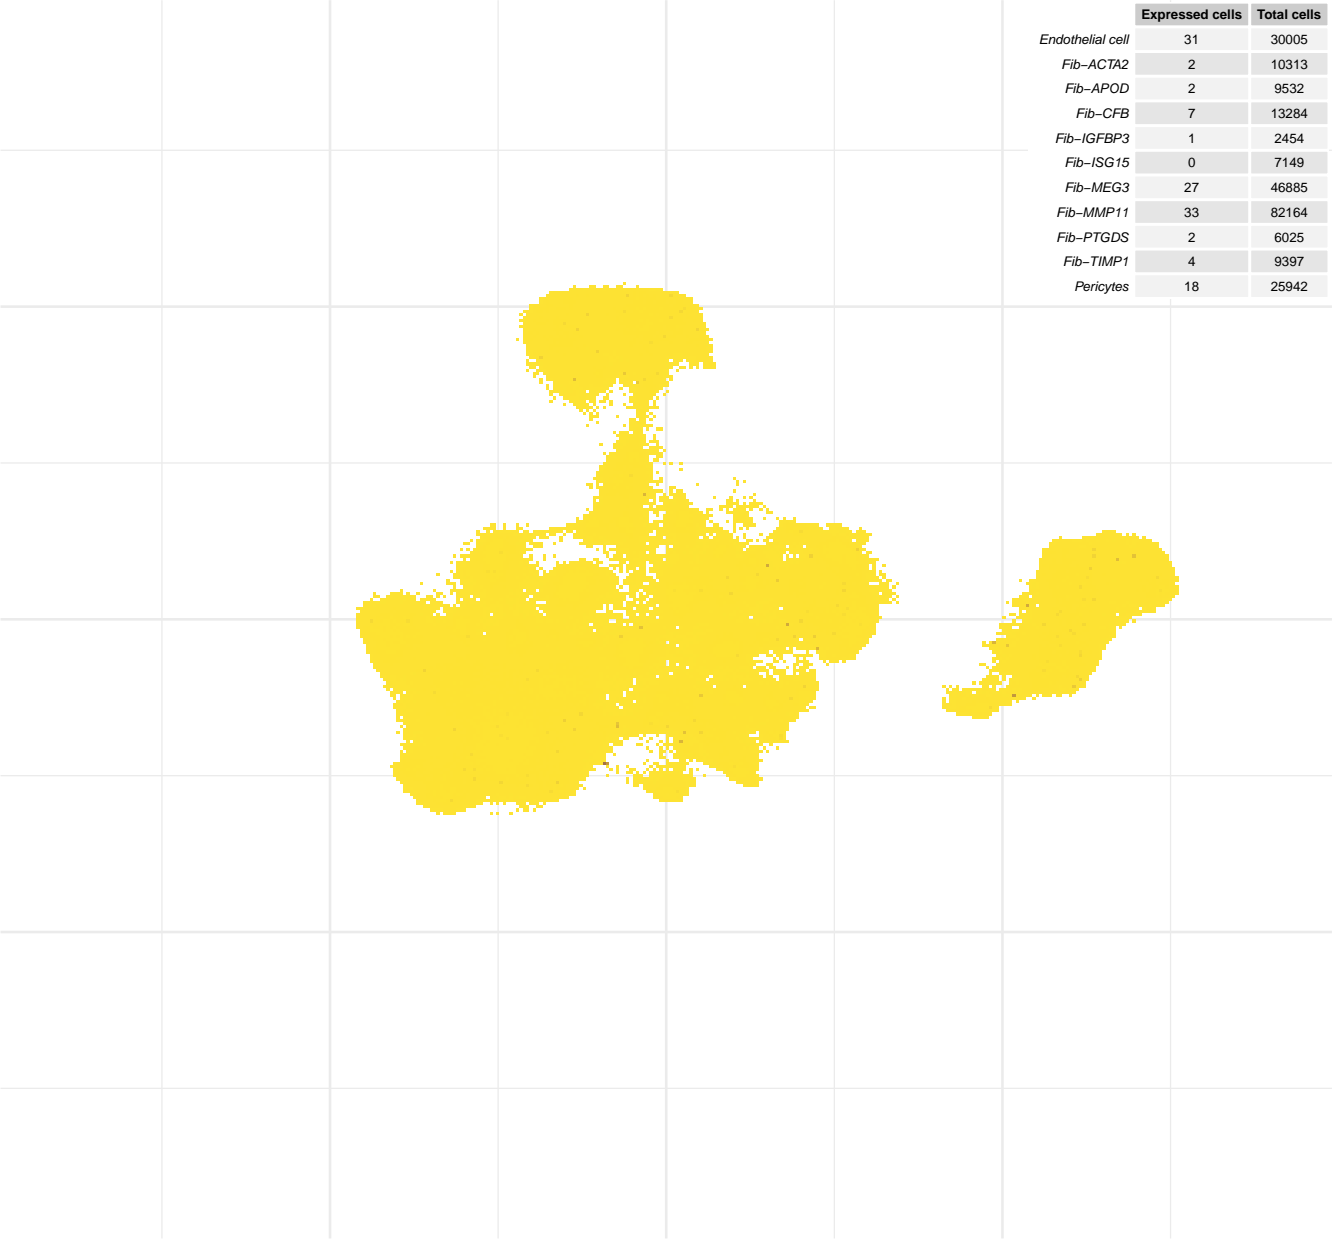 Expressed cells Total cells
Endothelial cell 31 30005
Fib−ACTA2 2 10313
Fib−APOD 2 9532
Fib−CFB 7 13284
Fib−IGFBP3 1 2454
Fib−ISG15 0 7149
Fib−MEG3 27 46885
Fib−MMP11 33 82164
Fib−PTGDS 2 6025
Fib−TIMP1 4 9397
Pericytes 18 25942